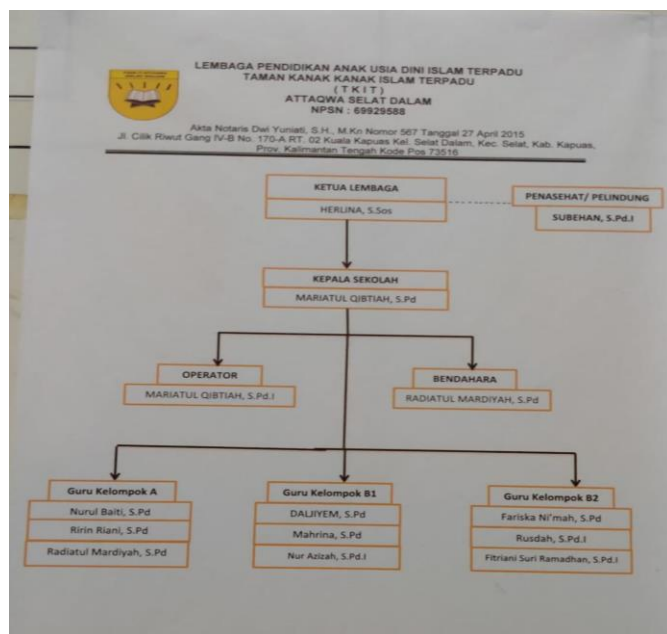 LEMBAGA PENDIDIKAN ANAK USIA DINI ISLAM TERPADU
TAMAN KANAK KANAK ISLAM TERPADU
( TKIT )
ATTAQWA SELAT DALAM
NPSN : 69929588
Akta Notaris Dwi Yuniati, S.H., M.Kn Nomor 567 Tanggal 27 April 2015
Jl. Cilik Riwut Gang IV-B No. 170-A RT. 02 Kuala Kapuas Kel. Selat Dalam, Kec. Selat, Kab. Kapuas,
Prov. Kalimantan Tengah Kode Pos 73516
KETUA LEMBAGA
HERLINA, S.Sos
PENASEHAT/ PELINDUNG
SUBEHAN, S.Pd.I
KEPALA SEKOLAH
MARIATUL QIBTIAH, S.Pd
OPERATOR
MARIATUL QIBTIAH, S.Pd.I
BENDAHARA
RADIATUL MARDIYAH, S.Pd
Guru Kelompok A
Nurul Baiti, S.Pd
Ririn Riani, S.Pd
Radiatul Mardiyah, S.Pd
Guru Kelompok B1
DALJIYEM, S.Pd
Mahrina, S.Pd
Nur Azizah, S.Pd.I
Guru Kelompok B2
Fariska Ni'mah, S.Pd
Rusdah, S.Pd.I
Fitriani Suri Ramadhan, S.Pd.I